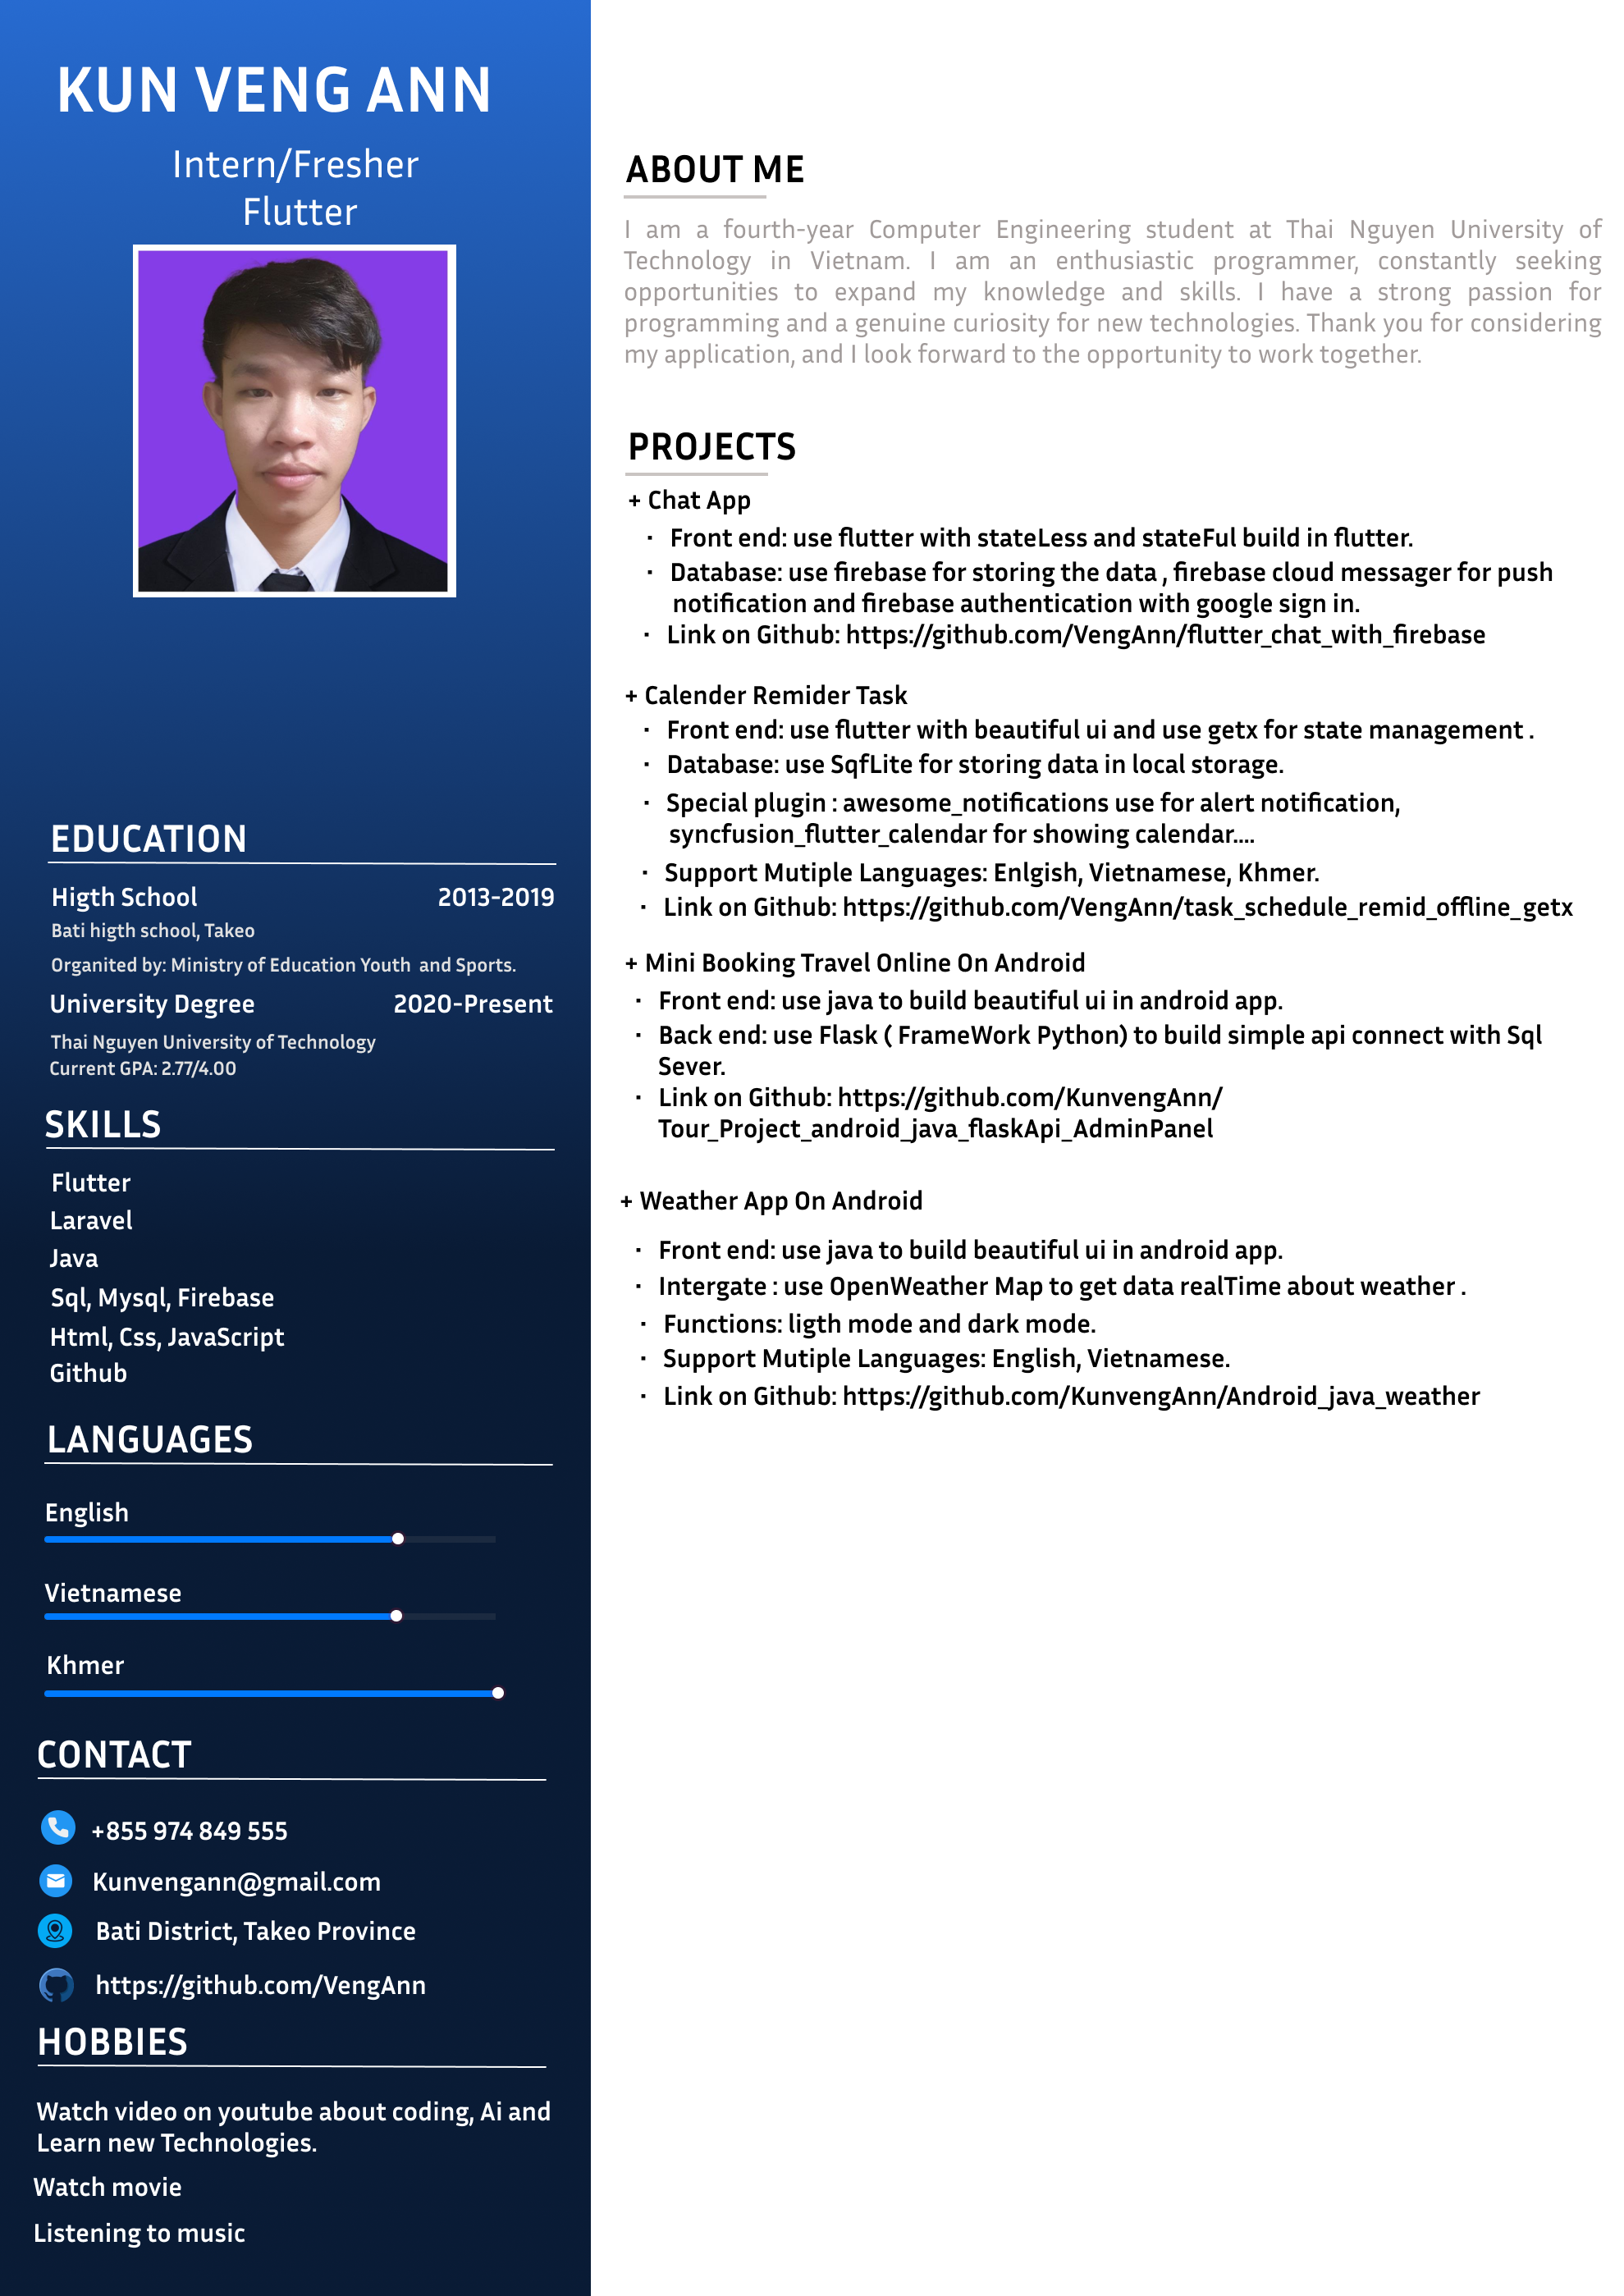 KUN VENG ANN
Intern/Fresher
Flutter
EDUCATION
Higth School 2013-2019
Bati higth school, Takeo
Organited by: Ministry of Education Youth and Sports.
University Degree 2020-Present
Thai Nguyen University of Technology
Current GPA: 2.77/4.00
SKILLS
Flutter
Laravel
Java
Sql, Mysql, Firebase
Html, Css, JavaScript
Github
LANGUAGES
English
Vietnamese
Khmer
CONTACT
+855 974 849 555
Kunvengann@gmail.com
Bati District, Takeo Province
https://github.com/VengAnn
HOBBIES
Watch video on youtube about coding, Ai and
Learn new Technologies.
Watch movie
Listening to music
ABOUT ME
I am a fourth-year Computer Engineering student at Thai Nguyen University of
Technology in Vietnam. I am an enthusiastic programmer, constantly seeking
opportunities to expand my knowledge and skills. I have a strong passion for
programming and a genuine curiosity for new technologies. Thank you for considering
my application, and I look forward to the opportunity to work together.
PROJECTS
+ Chat App
· Front end: use flutter with stateLess and stateFul build in flutter.
· Database: use firebase for storing the data , firebase cloud messager for push
notification and firebase authentication with google sign in.
· Link on Github: https://github.com/VengAnn/flutter_chat_with_firebase
+ Calender Remider Task
· Front end: use flutter with beautiful ui and use getx for state management .
· Database: use SqfLite for storing data in local storage.
· Special plugin : awesome_notifications use for alert notification,
syncfusion_flutter_calendar for showing calendar....
· Support Mutiple Languages: Enlgish, Vietnamese, Khmer.
· Link on Github: https://github.com/VengAnn/task_schedule_remid_offline_getx
+ Mini Booking Travel Online On Android
· Front end: use java to build beautiful ui in android app.
· Back end: use Flask ( FrameWork Python) to build simple api connect with Sql
Sever.
· Link on Github: https://github.com/KunvengAnn/
Tour_Project_android_java_flaskApi_AdminPanel
+ Weather App On Android
· Front end: use java to build beautiful ui in android app.
· Intergate : use OpenWeather Map to get data realTime about weather .
· Functions: ligth mode and dark mode.
· Support Mutiple Languages: English, Vietnamese.
· Link on Github: https://github.com/KunvengAnn/Android_java_weather